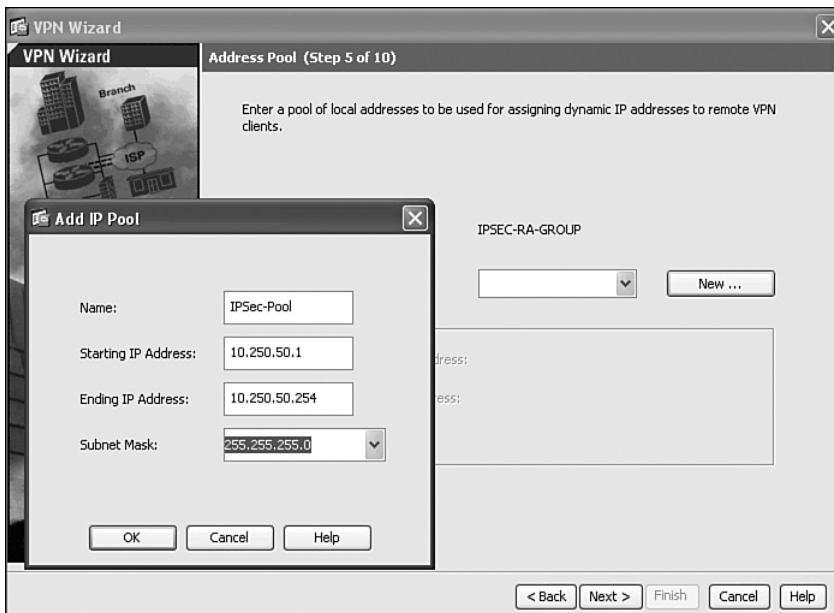 VPN Wizard
VPN Wizard
Branch
ISP
Address Pool (Step 5 of 10)
Enter a pool of local addresses to be used for assigning dynamic IP addresses to remote VPN
clients.
IPSEC-RA-GROUP
New ...
Add IP Pool
Name:
IPSec-Pool
Starting IP Address:
10.250.50.1
Ending IP Address:
10.250.50.254
Subnet Mask:
255.255.255.0
OK
Cancel
Help
< Back
Next >
Finish
Cancel
Help